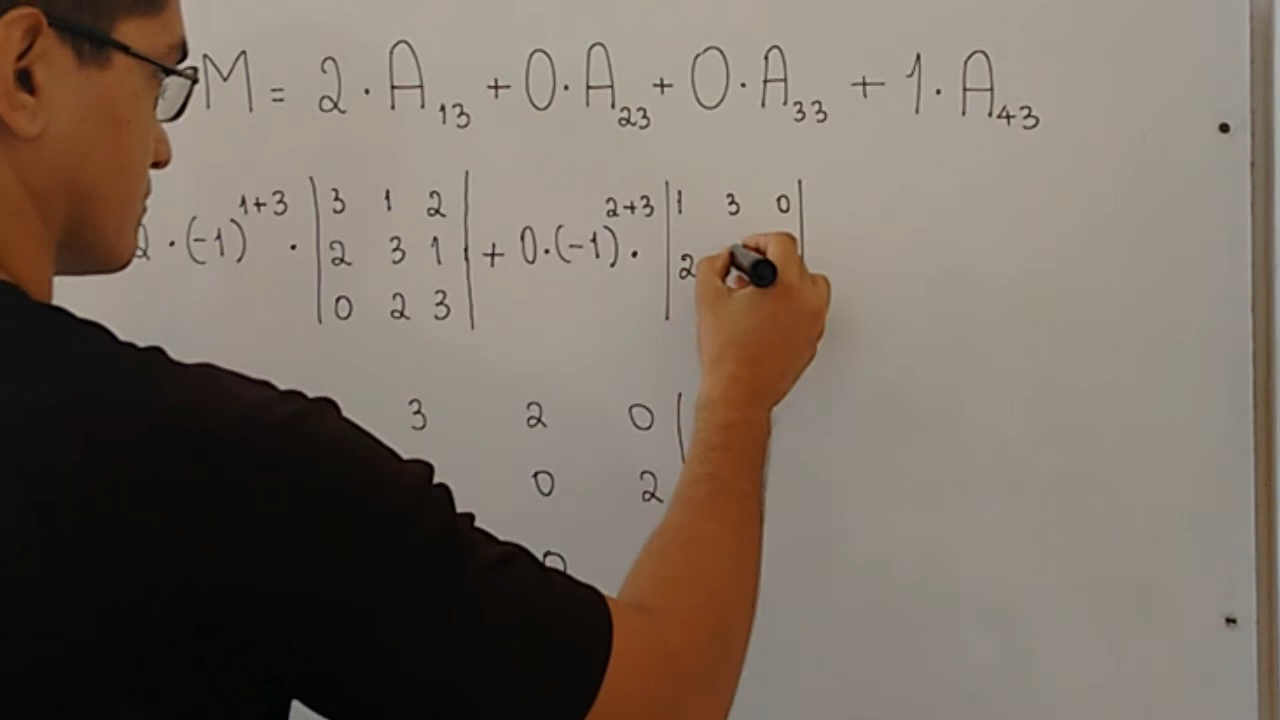 M = 2 · A₁₃ + 0 · A₂₃ + 0 · A₃₃ + 1 · A₄₃
2 · (-1)¹⁺³ · | 3 1 2 | + 0 · (-1)²⁺³ · | 1 3 0 |
| 2 3 1 | | 2
| 0 2 3 |
3 2 0 |
0 2
0